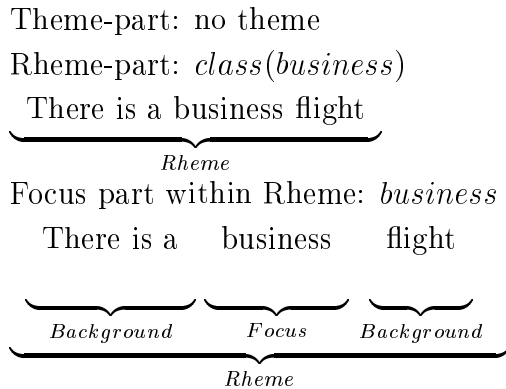 Theme-part: no theme
Rheme-part: class(business)
There is a business flight
Rheme
Focus part within Rheme: business
There is a business flight
Background Focus Background
Rheme